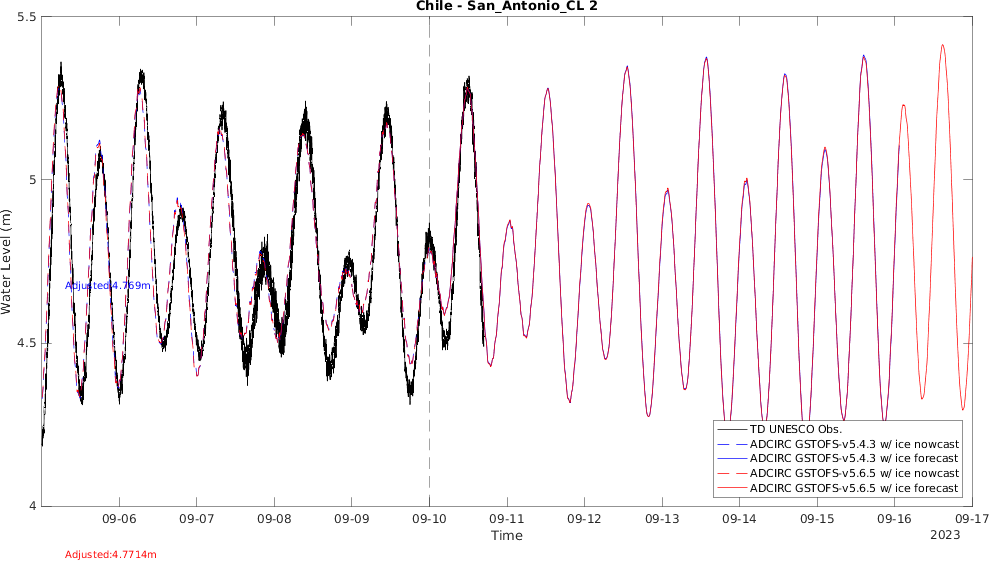 Chile - San_Antonio_CL 2
5.5
5
4.5
4
Water Level (m)
Adjusted:4.769m
TD UNESCO Obs.
ADCIRC GSTOFS-v5.4.3 w/ ice nowcast
ADCIRC GSTOFS-v5.4.3 w/ ice forecast
ADCIRC GSTOFS-v5.6.5 w/ ice nowcast
ADCIRC GSTOFS-v5.6.5 w/ ice forecast
09-06 09-07 09-08 09-09 09-10 09-11 09-12 09-13 09-14 09-15 09-16 09-17
Time
2023
Adjusted:4.7714m